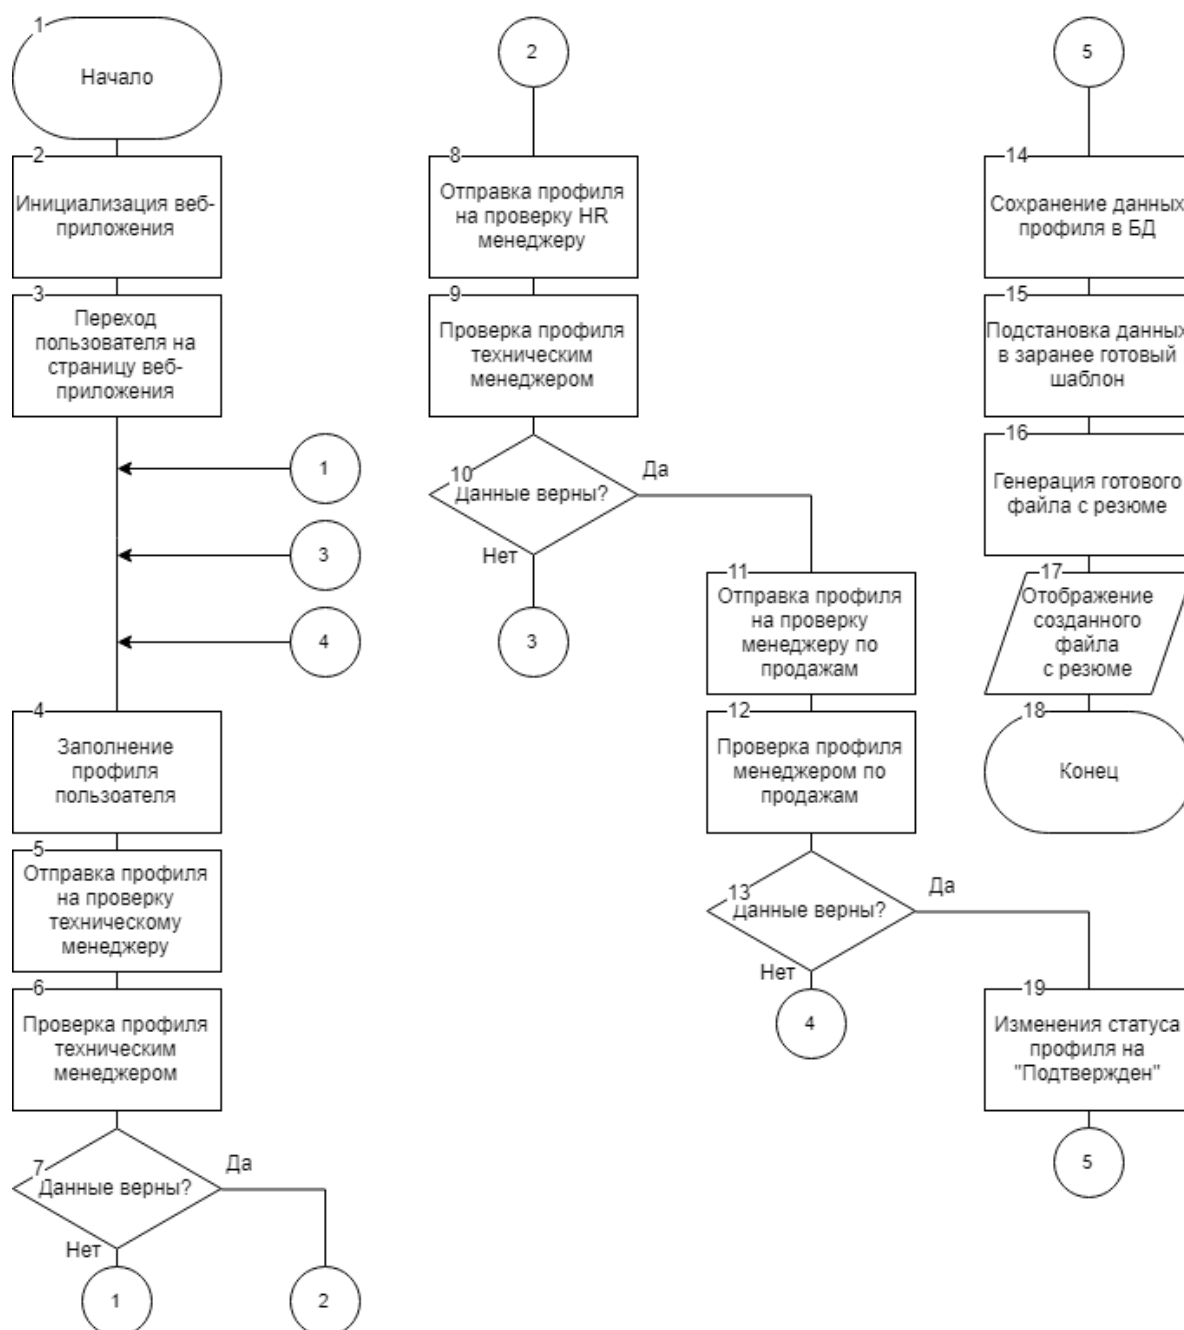 1
Начало
2
Инициализация веб-
приложения
3
Переход
пользователя на
страницу веб-
приложения
1
3
4
4
Заполнение
профиля
пользоателя
5
Отправка профиля
на проверку
техническому
менеджеру
6
Проверка профиля
техническим
менеджером
7
Данные верны?
Да
Нет
1
2
2
8
Отправка профиля
на проверку HR
менеджеру
9
Проверка профиля
техническим
менеджером
10
Данные верны?
Да
Нет
3
11
Отправка профиля
на проверку
менеджеру по
продажам
12
Проверка профиля
менеджером по
продажам
13
Данные верны?
Да
Нет
4
19
Изменения статуса
профиля на
"Подтвержден"
5
5
14
Сохранение данных
профиля в БД
15
Подстановка данных
в заранее готовый
шаблон
16
Генерация готового
файла с резюме
17
Отображение
созданного
файла
с резюме
18
Конец